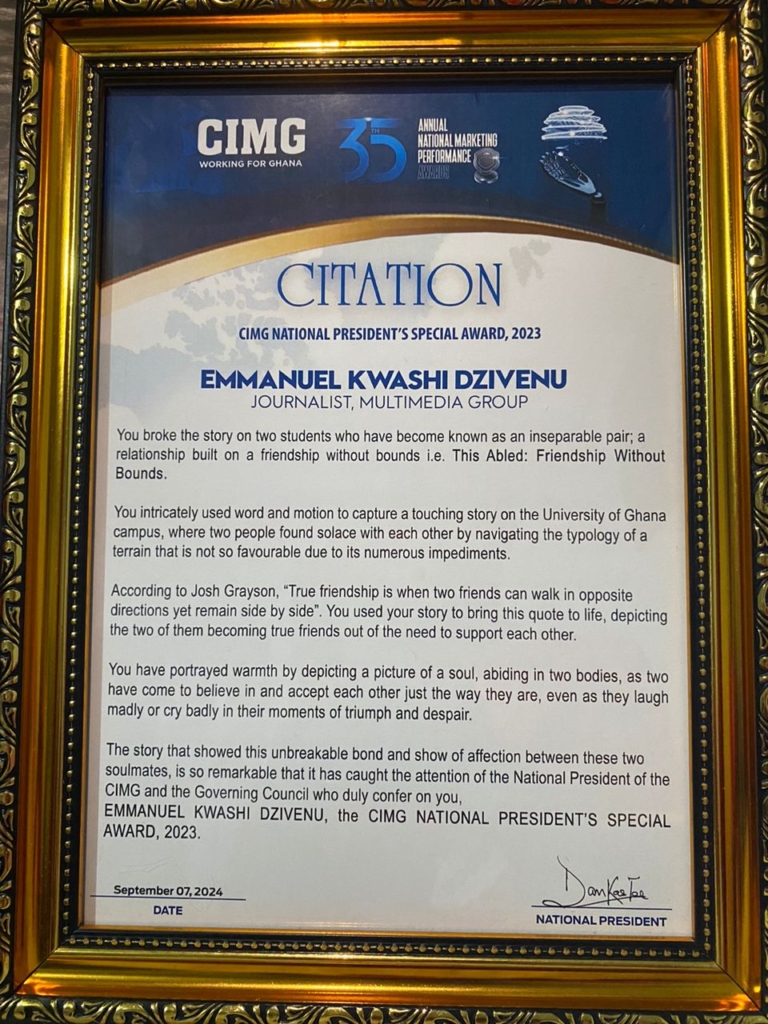 CIMG
WORKING FOR GHANA
35TH
ANNUAL
NATIONAL MARKETING
PERFORMANCE
AWARDS
CITATION
CIMG NATIONAL PRESIDENT'S SPECIAL AWARD, 2023
EMMANUEL KWASHI DZIVENU
JOURNALIST, MULTIMEDIA GROUP
You broke the story on two students who have become known as an inseparable pair; a
relationship built on a friendship without bounds i.e. This Abled: Friendship Without
Bounds.
You intricately used word and motion to capture a touching story on the University of Ghana
campus, where two people found solace with each other by navigating the typology of a
terrain that is not so favourable due to its numerous impediments.
According to Josh Grayson, “True friendship is when two friends can walk in opposite
directions yet remain side by side”. You used your story to bring this quote to life, depicting
the two of them becoming true friends out of the need to support each other.
You have portrayed warmth by depicting a picture of a soul, abiding in two bodies, as two
have come to believe in and accept each other just the way they are, even as they laugh
madly or cry badly in their moments of triumph and despair.
The story that showed this unbreakable bond and show of affection between these two
soulmates, is so remarkable that it has caught the attention of the National President of the
CIMG and the Governing Council who duly confer on you,
EMMANUEL KWASHI DZIVENU, the CIMG NATIONAL PRESIDENT'S SPECIAL
AWARD, 2023.
September 07, 2024
DATE
NATIONAL PRESIDENT